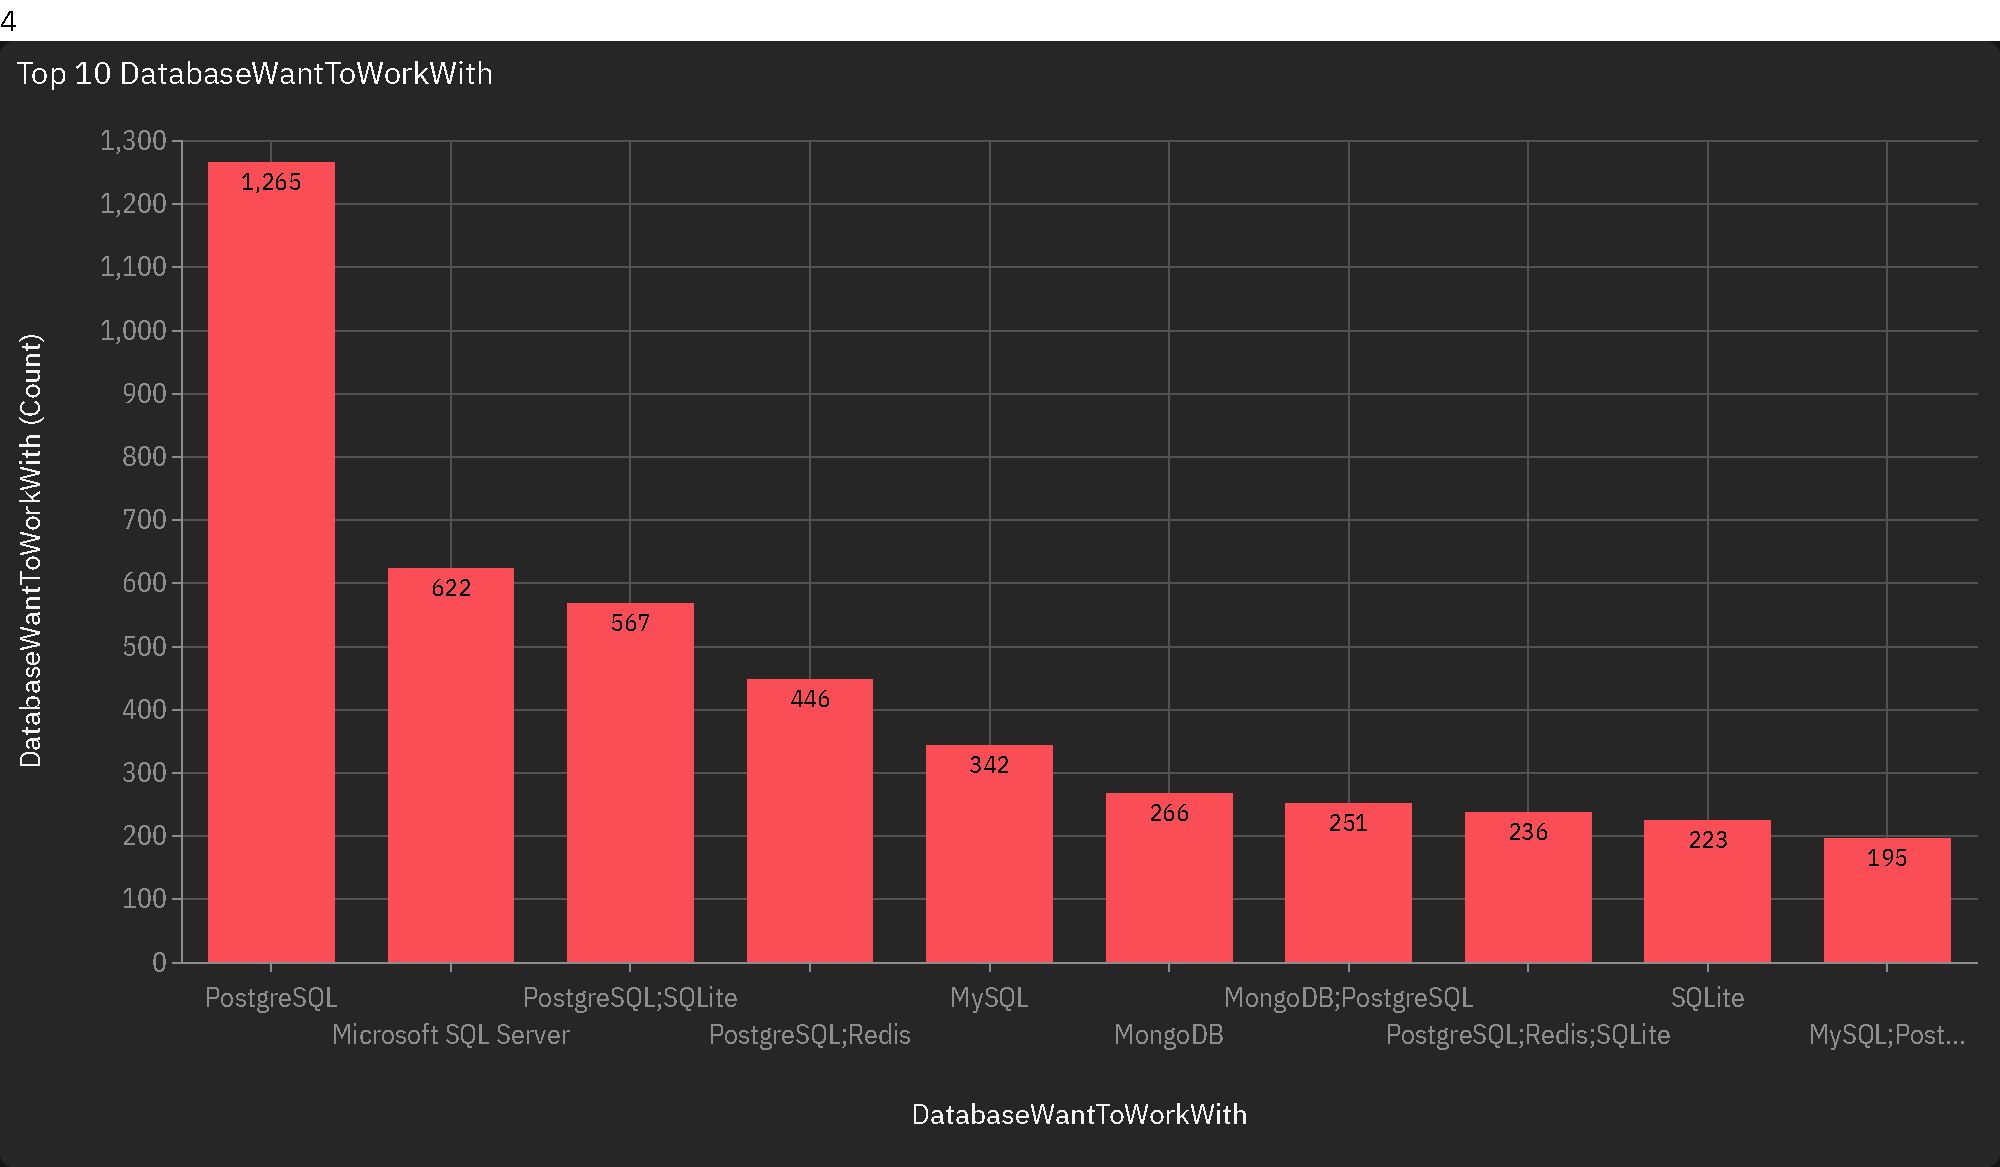 4
Top 10 DatabaseWantToWorkWith
DatabaseWantToWorkWith (Count)
1,300
1,200
1,100
1,000
900
800
700
600
500
400
300
200
100
0
1,265
622
567
446
342
266
251
236
223
195
PostgreSQL
Microsoft SQL Server
PostgreSQL;SQLite
PostgreSQL;Redis
MySQL
MongoDB
MongoDB;PostgreSQL
PostgreSQL;Redis;SQLite
SQLite
MySQL;Post...
DatabaseWantToWorkWith